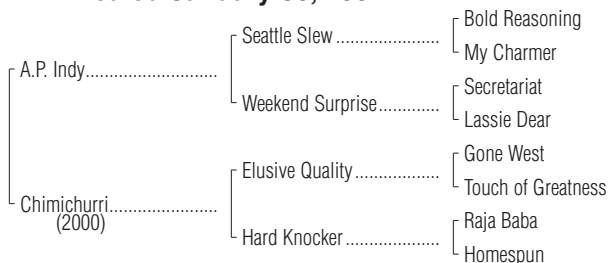 Seattle Slew ....................
Bold Reasoning
My Charmer
A.P. Indy..........................
Weekend Surprise.............
Secretariat
Lassie Dear
Elusive Quality ..................
Gone West
Touch of Greatness
Chimichurri.....................
(2000)
Hard Knocker....................
Raja Baba
Homespun